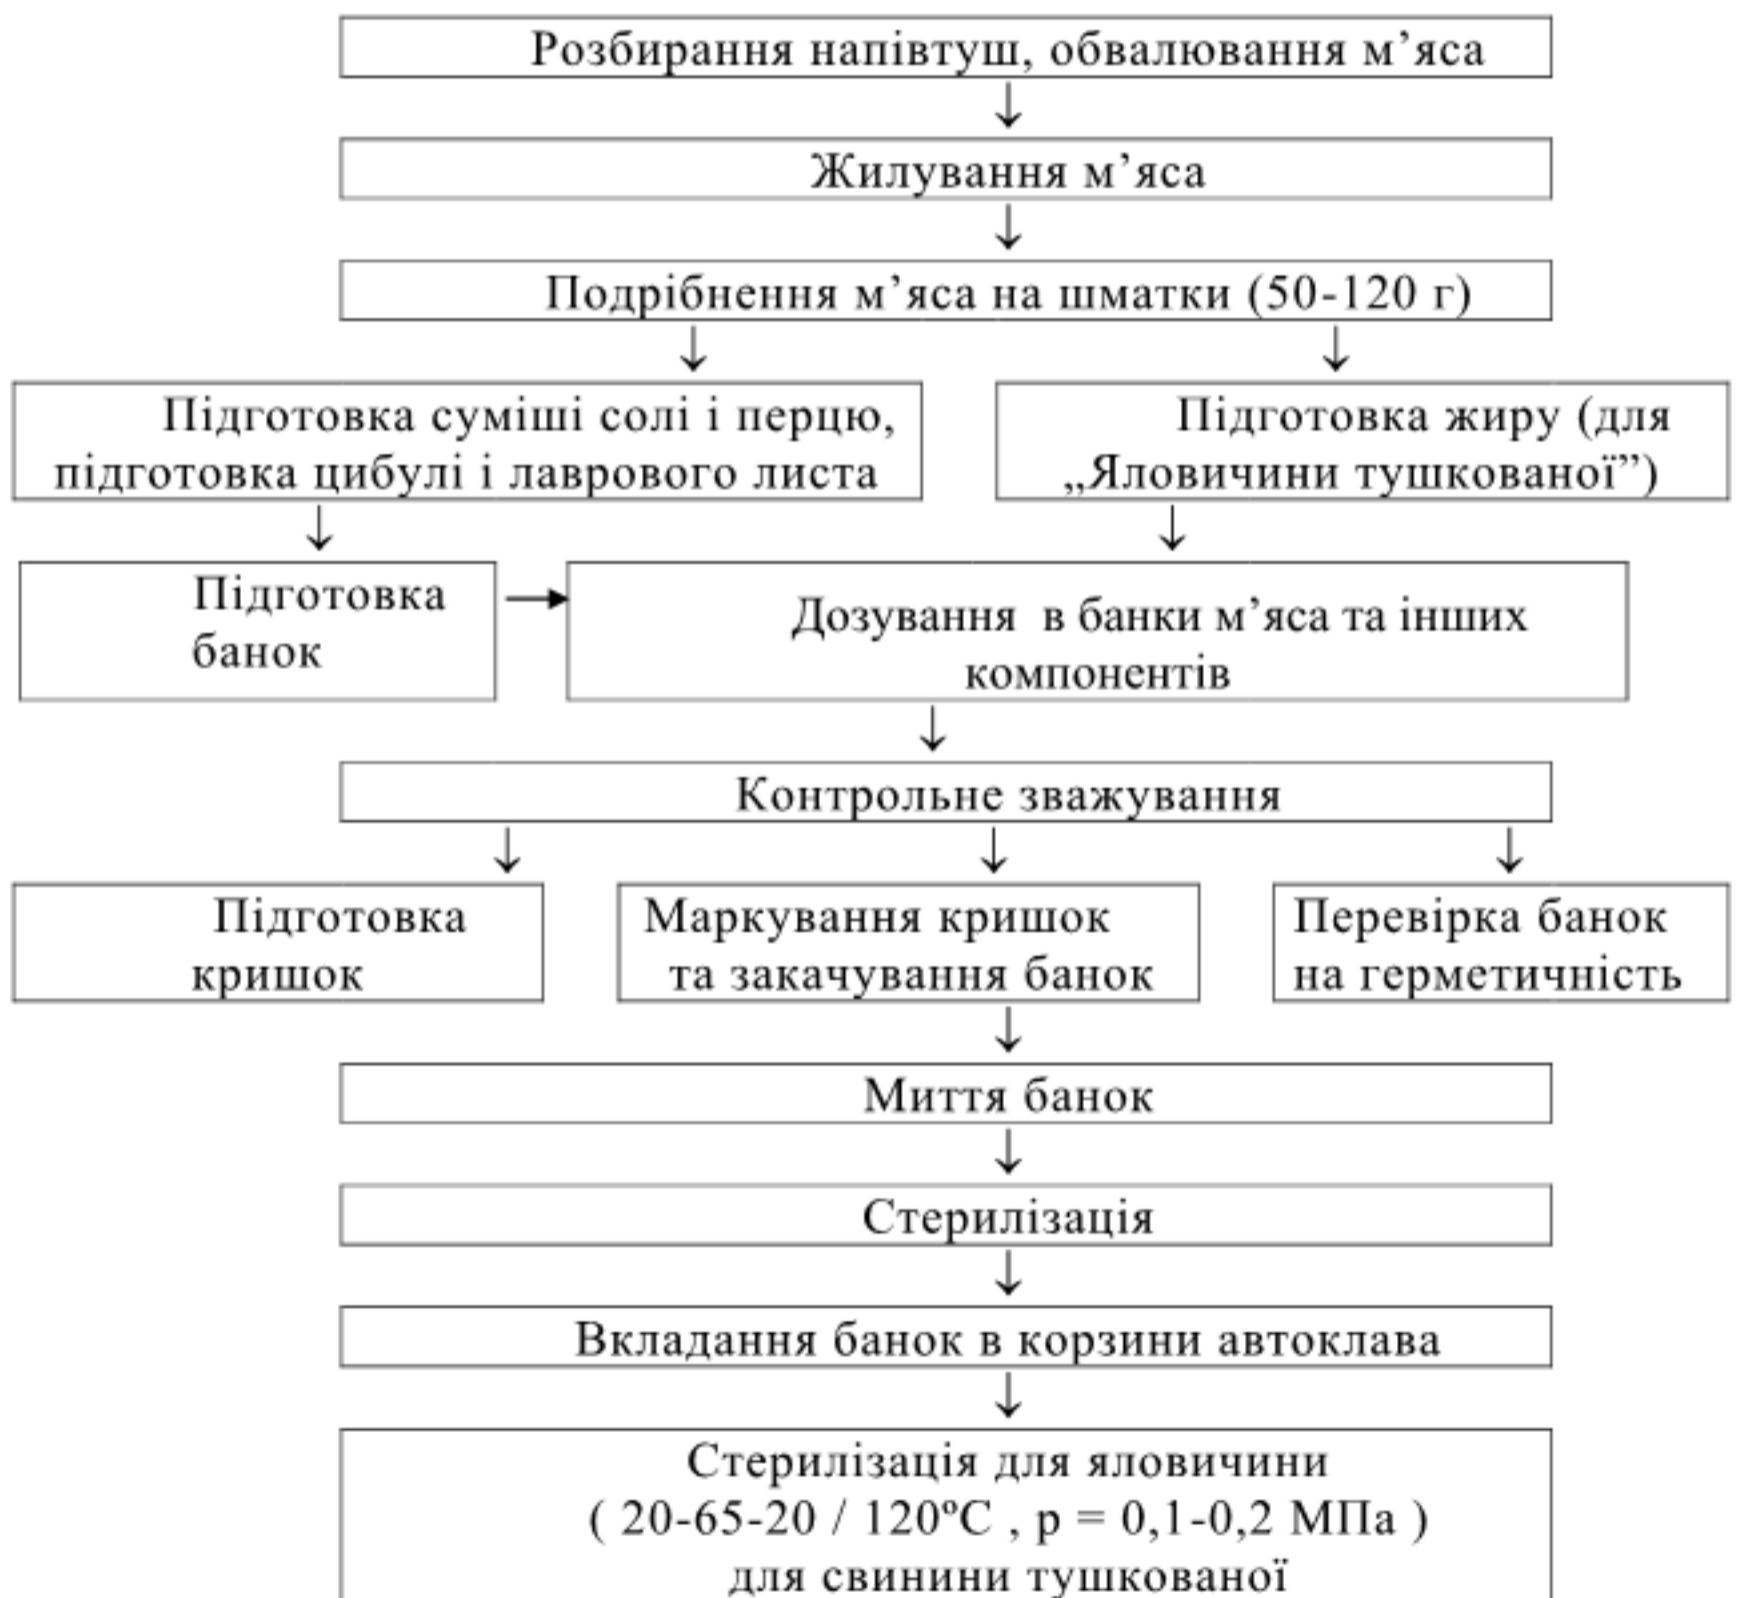 Розбирання напівтуш, обвалювання м’яса
Жилування м’яса
Подрібнення м’яса на шматки (50-120 г)
Підготовка суміші солі і перцю,
підготовка цибулі і лаврового листа
Підготовка жиру (для
„Яловичини тушкованої”)
Підготовка
банок
Дозування в банки м’яса та інших
компонентів
Контрольне зважування
Підготовка
кришок
Маркування кришок
та закачування банок
Перевірка банок
на герметичність
Миття банок
Стерилізація
Вкладання банок в корзини автоклава
Стерилізація для яловичини
( 20-65-20 / 120ºС , р = 0,1-0,2 МПа )
для свинини тушкованої